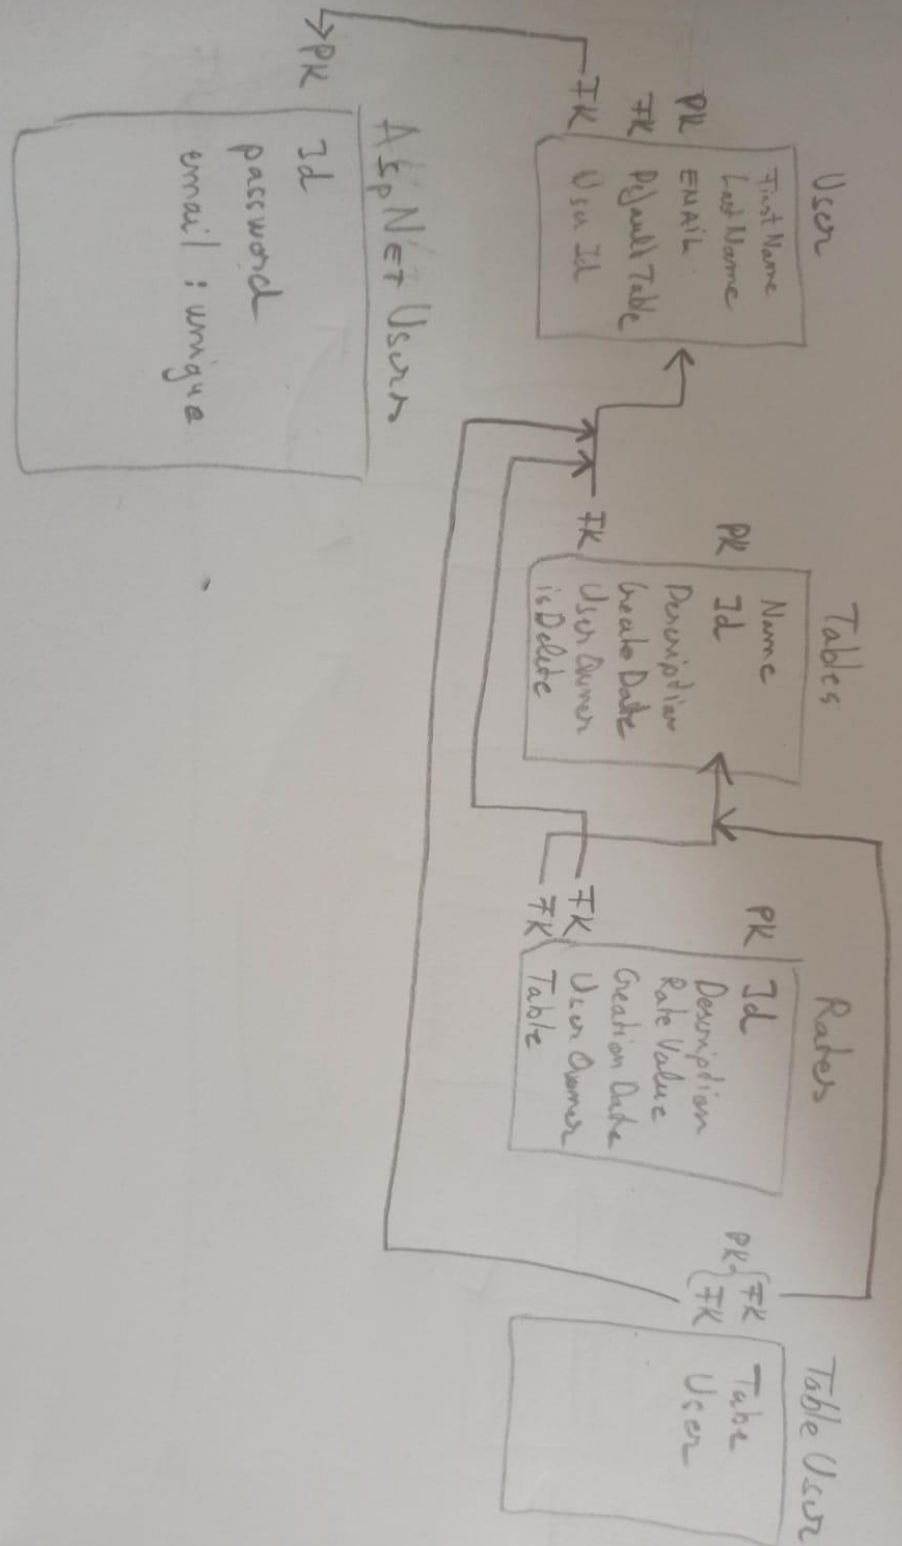 User
First Name
Last Name
PK EMAIL
FK Default Table
FK User Id
Tables
Name
PK Id
Description
Create Date
FK User Owner
isDelete
Rates
PK Id
Description
Rate Value
Creation Date
FK User Owner
FK Table
Table User
PK { FK Tabe
{ FK User
AspNET Users
PK Id
password
email : unique